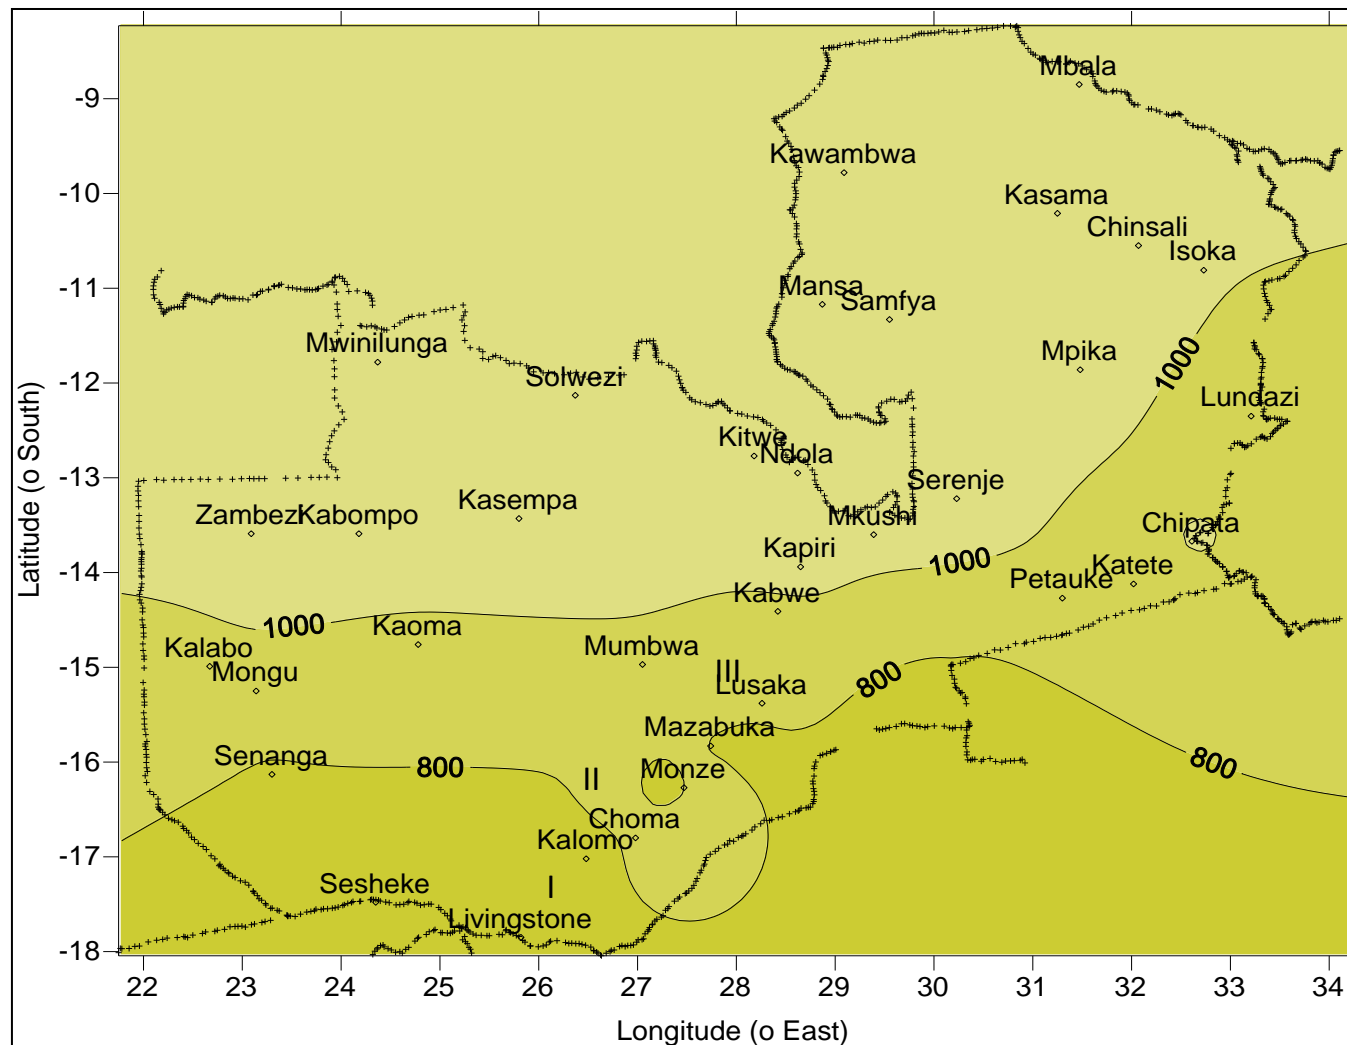 Mbala
-9
Kawambwa
-10
Kasama
Chinsali
Isoka
-11
Mansa
Samfya
Mwinilunga
Mpika
1000
-12
Solwezi
Lundazi
Kitwe
Ndola
-13
Serenje
Kasempa
Zambezi
Kabompo
Mkushi
Chipata
Kapiri
-14
1000
Katete
Petauke
Kabwe
1000
Kaoma
Mumbwa
Kalabo
-15
Mongu
III
Lusaka
800
Mazabuka
Senanga
-16
800
Monze
800
II
Choma
Kalomo
-17
Sesheke
I
Livingstone
-18
22 23 24 25 26 27 28 29 30 31 32 33 34
Longitude (o East)
Latitude (o South)